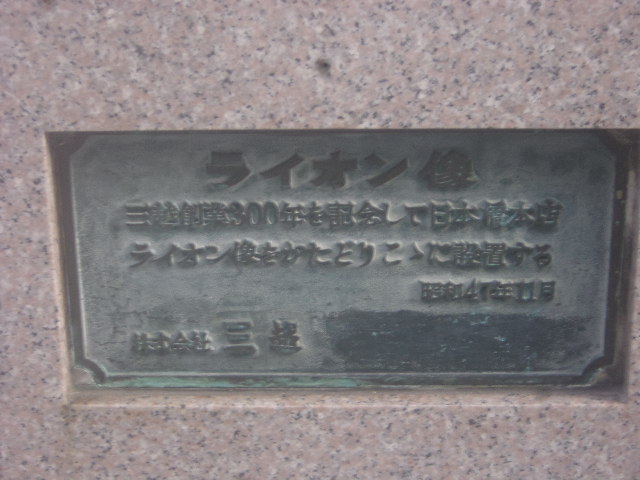 ライオン像
三越創業300年を記念して日本橋本店
ライオン像をかたどりこゝに設置する
昭和47年11月
株式会社 三越